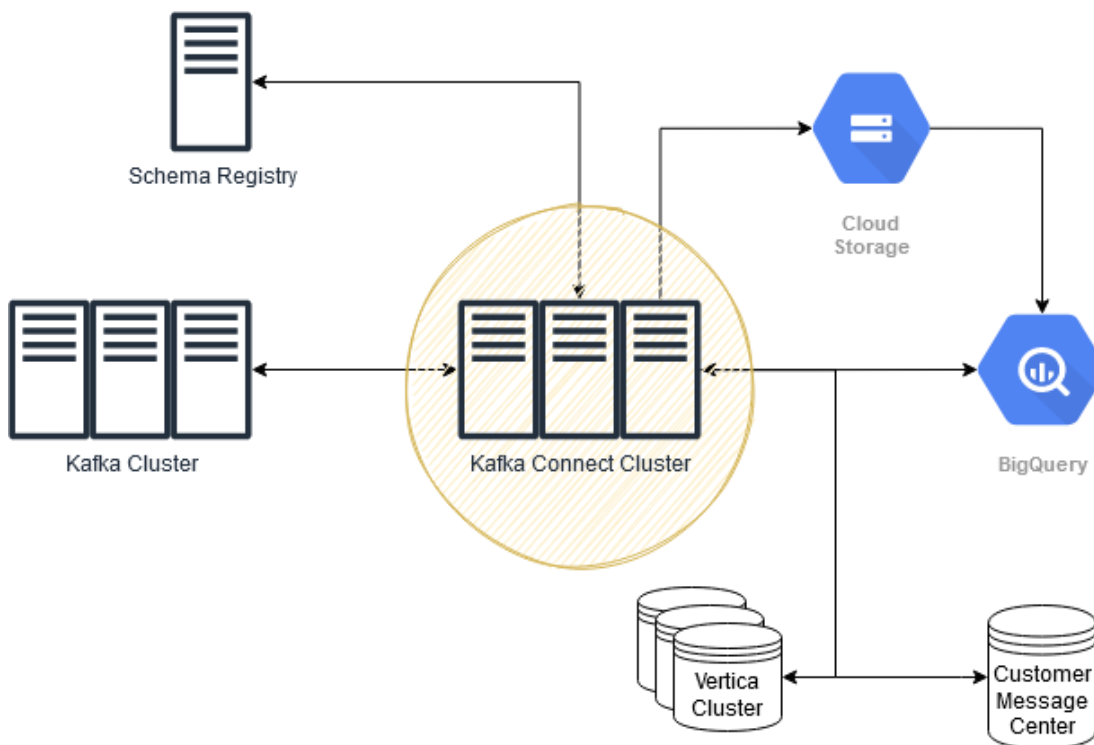 Schema Registry
Cloud
Storage
Kafka Cluster
Kafka Connect Cluster
BigQuery
Vertica
Cluster
Customer
Message
Center